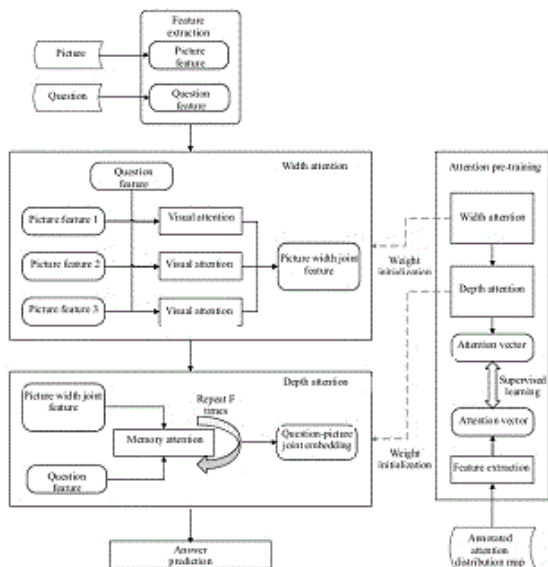 Feature
extraction
Picture
Picture
feature
Question
Question
feature
Width attention
Question
feature
Picture feature 1
Visual attention
Picture feature 2
Visual attention
Picture width joint
feature
Picture feature 3
Visual attention
Weight
initialization
Attention pre-training
Width attention
Depth attention
Attention vector
Supervised
learning
Attention vector
Feature extraction
Annotated
attention
distribution map
Depth attention
Picture width joint
feature
Repeat F
times
Memory attention
Question-picture
joint embedding
Question
feature
Weight
initialization
Answer
prediction